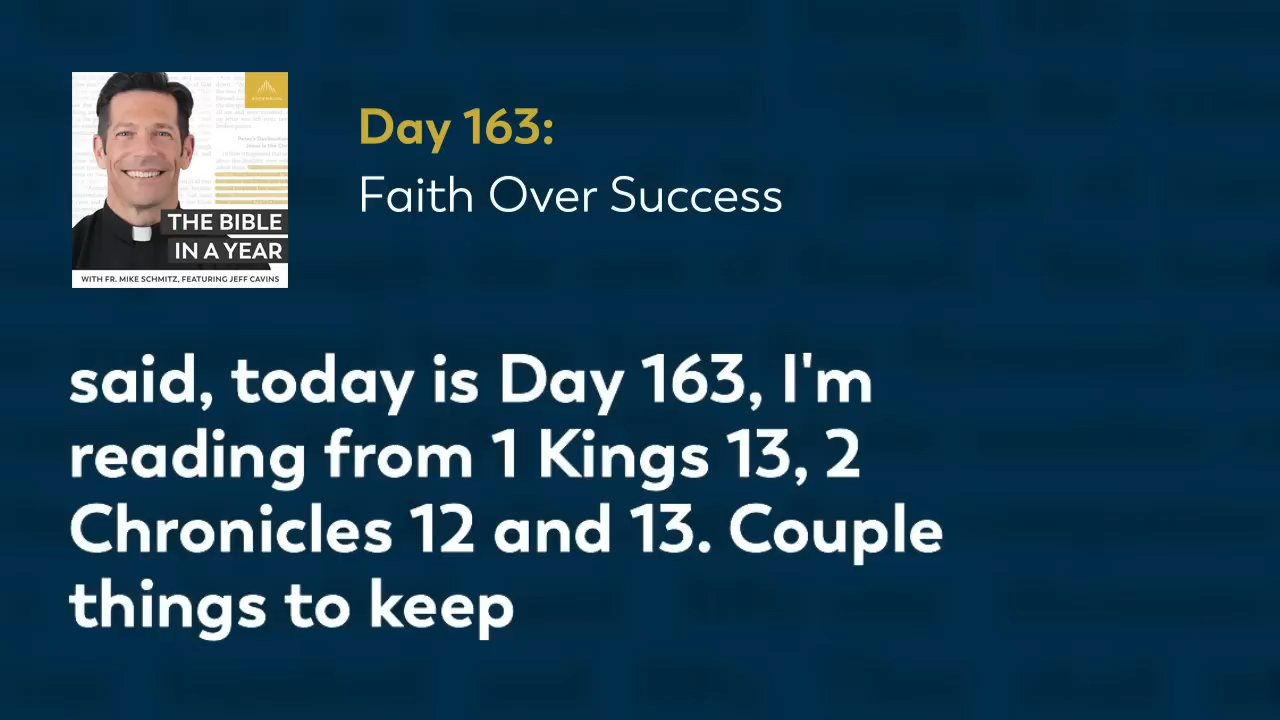 Day 163:
Faith Over Success
THE BIBLE
IN A YEAR
WITH FR. MIKE SCHMITZ, FEATURING JEFF CAVINS
said, today is Day 163, I'm
reading from 1 Kings 13, 2
Chronicles 12 and 13. Couple
things to keep